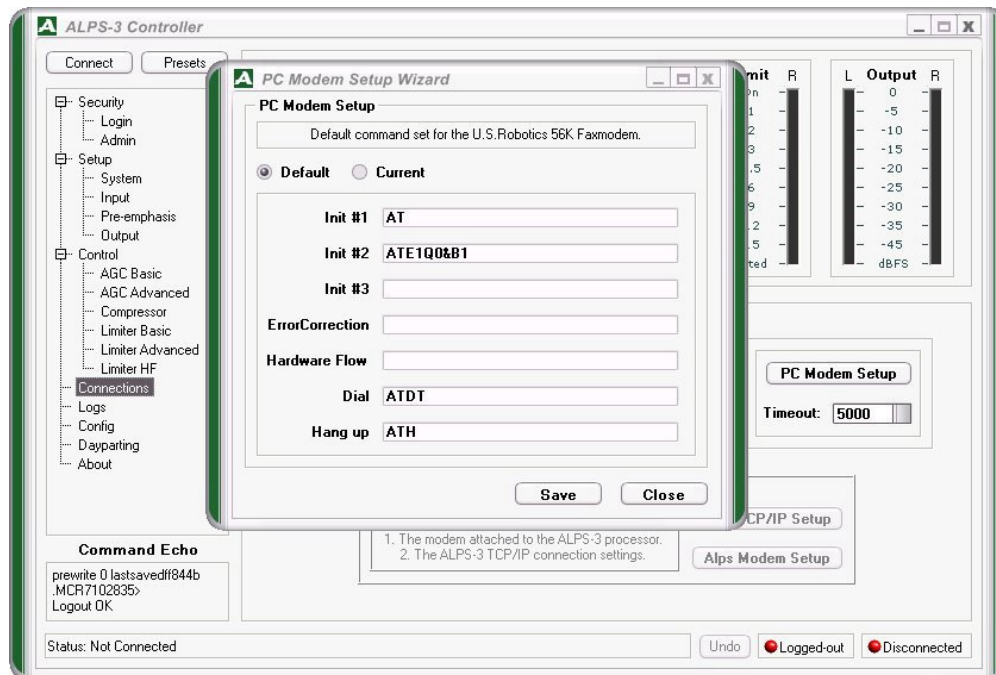 ALPS-3 Controller
Connect
Presets
Security
Login
Admin
Setup
System
Input
Pre-emphasis
Output
Control
AGC Basic
AGC Advanced
Compressor
Limiter Basic
Limiter Advanced
Limiter HF
Connections
Logs
Config
Dayparting
About
Command Echo
prewrite 0 lastsavedff844b
.MCR7102835>
Logout OK
PC Modem Setup Wizard
PC Modem Setup
Default command set for the U.S.Robotics 56K Faxmodem.
Default
Current
Init #1 AT
Init #2 ATE1Q0&B1
Init #3
ErrorCorrection
Hardware Flow
Dial ATDT
Hang up ATH
Save
Close
R
L Output R
0
-5
-10
-15
-20
-25
-30
-35
-45
dBFS
PC Modem Setup
Timeout: 5000
1. The modem attached to the ALPS-3 processor.
2. The ALPS-3 TCP/IP connection settings.
CP/IP Setup
Alps Modem Setup
Status: Not Connected
Undo
Logged-out
Disconnected